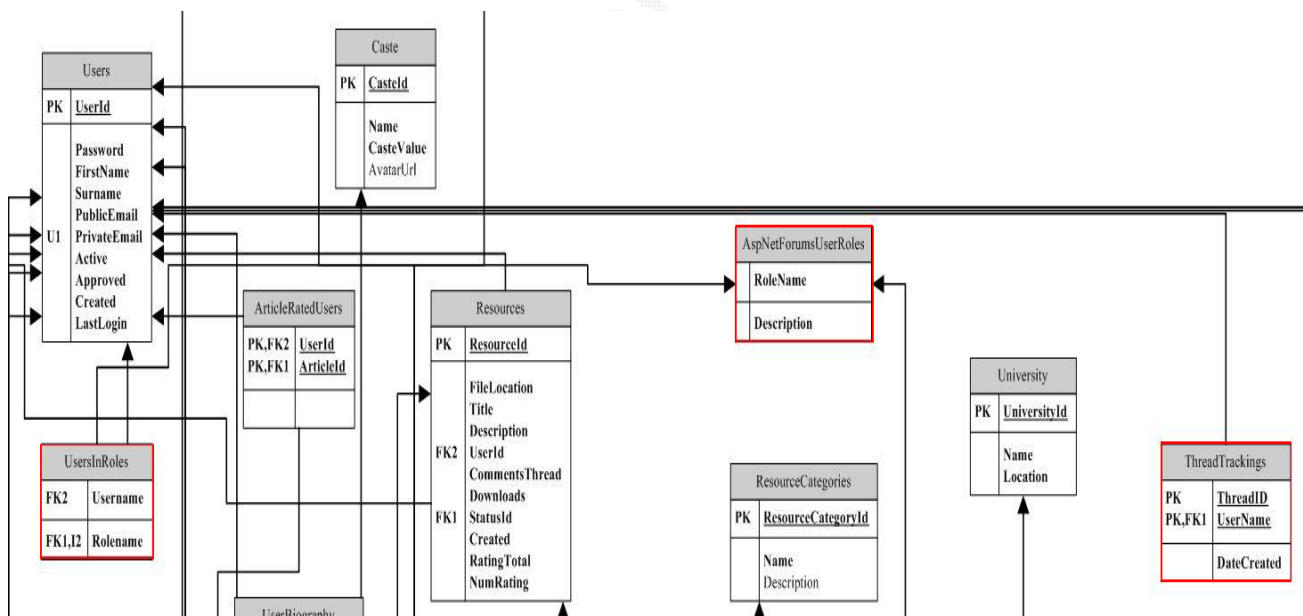 Caste
PK CasteId
Name
CasteValue
AvatarUrl
Users
PK UserId
Password
FirstName
Surname
PublicEmail
U1 PrivateEmail
Active
Approved
Created
LastLogin
AspNetForumsUserRoles
RoleName
Description
ArticleRatedUsers
PK,FK2 UserId
PK,FK1 ArticleId
Resources
PK ResourceId
FileLocation
Title
Description
FK2 UserId
CommentsThread
Downloads
FK1 StatusId
Created
RatingTotal
NumRating
University
PK UniversityId
Name
Location
UsersInRoles
FK2 Username
FK1,I2 Rolename
ResourceCategories
PK ResourceCategoryId
Name
Description
ThreadTrackings
PK ThreadID
PK,FK1 UserName
DateCreated
UserBiography